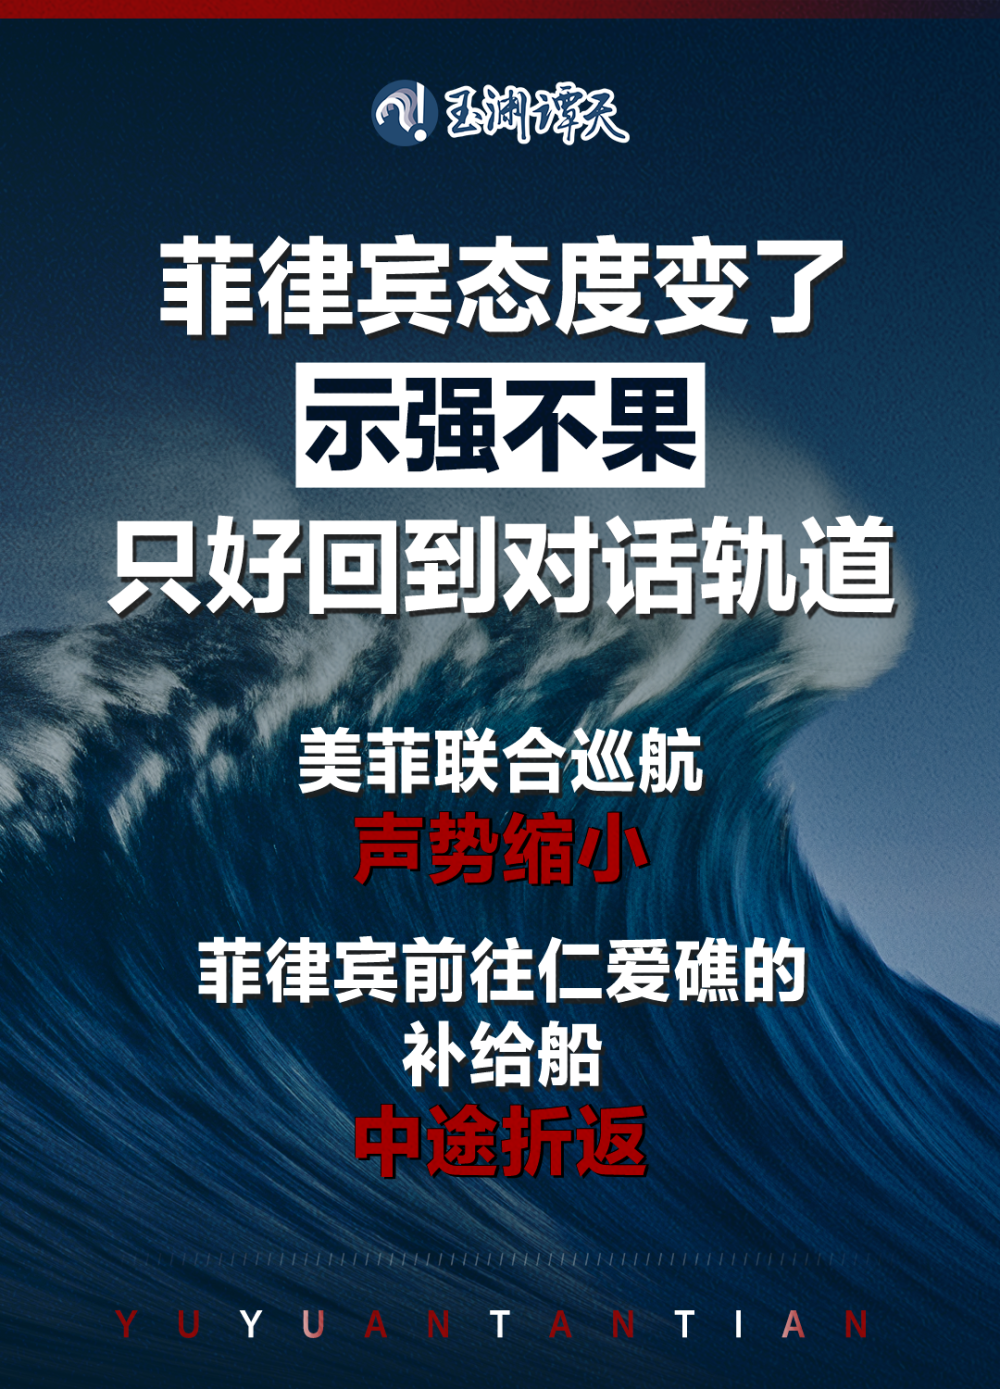 玉渊谭天
菲律宾态度变了
示强不果
只好回到对话轨道
美菲联合巡航
声势缩小
菲律宾前往仁爱礁的
补给船
中途折返
YUYUANTANTIAN